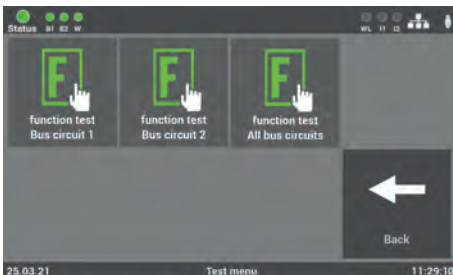 Status B1 B2 W WL I1 I2
F F F
function test function test function test
Bus circuit 1 Bus circuit 2 All bus circuits
Back
25.03.21 Test menu 11:29:10